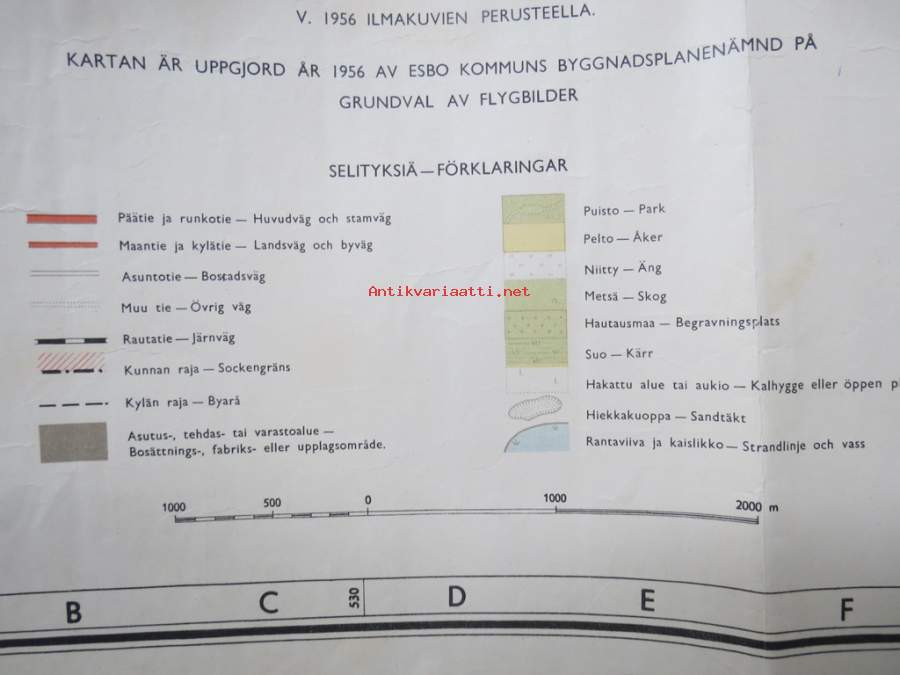 V. 1956 ILMAKUVIEN PERUSTEELLA.
KARTAN ÄR UPPGJORD ÅR 1956 AV ESBO KOMMUNS BYGGNADSPLANENÄMND PÅ
GRUNDVAL AV FLYGBILDER
SELITYKSIÄ — FÖRKLARINGAR
Päätie ja runkotie — Huvudväg och stamväg
Maantie ja kylätie — Landsväg och byväg
Asuntotie — Bostadsväg
Muu tie — Övrig väg
Rautatie — Järnväg
Kunnan raja — Sockengräns
Kylän raja — Byarå
Asutus-, tehdas- tai varastoalue —
Bosättnings-, fabriks- eller upplagsområde.
Puisto — Park
Pelto — Åker
Niitty — Äng
Metsä — Skog
Hautausmaa — Begravningsplats
Suo — Kärr
Hakattu alue tai aukio — Kalhygge eller öppen
Hiekkakuoppa — Sandtäkt
Rantaviiva ja kaislikko — Strandlinje och vass
Antikvariaatti.net
1000 500 0 1000 2000 m
B C 530 D E F